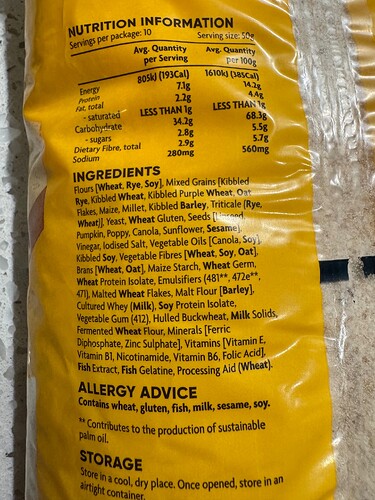 NUTRITION INFORMATION
Servings per package: 10 Serving size: 50g
Avg. Quantity Avg. Quantity
per Serving per 100g
Energy 805kJ (193Cal) 1610kJ (385Cal)
Protein 7.1g 14.2g
Fat, total 2.2g 4.4g
- saturated LESS THAN 1g LESS THAN 1g
Carbohydrate 34.2g 68.3g
- sugars 2.8g 5.5g
Dietary Fibre, total 2.9g 5.7g
Sodium 280mg 560mg
INGREDIENTS
Flours [Wheat, Rye, Soy], Mixed Grains [Kibbled
Rye, Kibbled Wheat, Kibbled Purple Wheat, Oat
Flakes, Maize, Millet, Kibbled Barley, Triticale (Rye,
Wheat)], Yeast, Wheat Gluten, Seeds [Linseed,
Pumpkin, Poppy, Canola, Sunflower, Sesame],
Vinegar, Iodised Salt, Vegetable Oils [Canola, Soy],
Kibbled Soy, Vegetable Fibres [Wheat, Soy, Oat],
Brans [Wheat, Oat], Maize Starch, Wheat Germ,
Wheat Protein Isolate, Emulsifiers (481**, 472e**,
471), Malted Wheat Flakes, Malt Flour [Barley],
Cultured Whey (Milk), Soy Protein Isolate,
Vegetable Gum (412), Hulled Buckwheat, Milk Solids,
Fermented Wheat Flour, Minerals [Ferric
Diphosphate, Zinc Sulphate], Vitamins [Vitamin E,
Vitamin B1, Nicotinamide, Vitamin B6, Folic Acid],
Fish Extract, Fish Gelatine, Processing Aid (Wheat).
ALLERGY ADVICE
Contains wheat, gluten, fish, milk, sesame, soy.
** Contributes to the production of sustainable
palm oil.
STORAGE
Store in a cool, dry place. Once opened, store in an
airtight container.